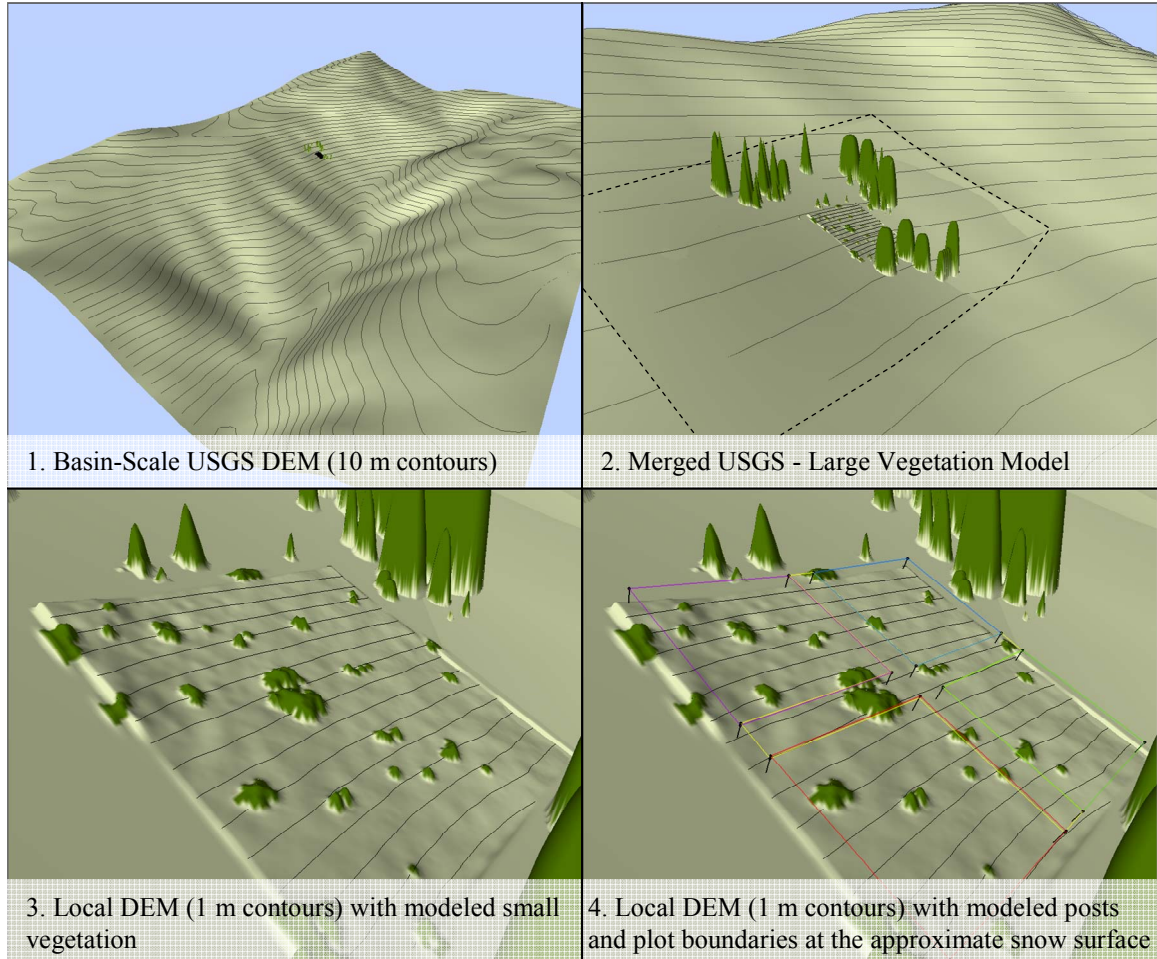 1. Basin-Scale USGS DEM (10 m contours)
2. Merged USGS - Large Vegetation Model
3. Local DEM (1 m contours) with modeled small
vegetation
4. Local DEM (1 m contours) with modeled posts
and plot boundaries at the approximate snow surface